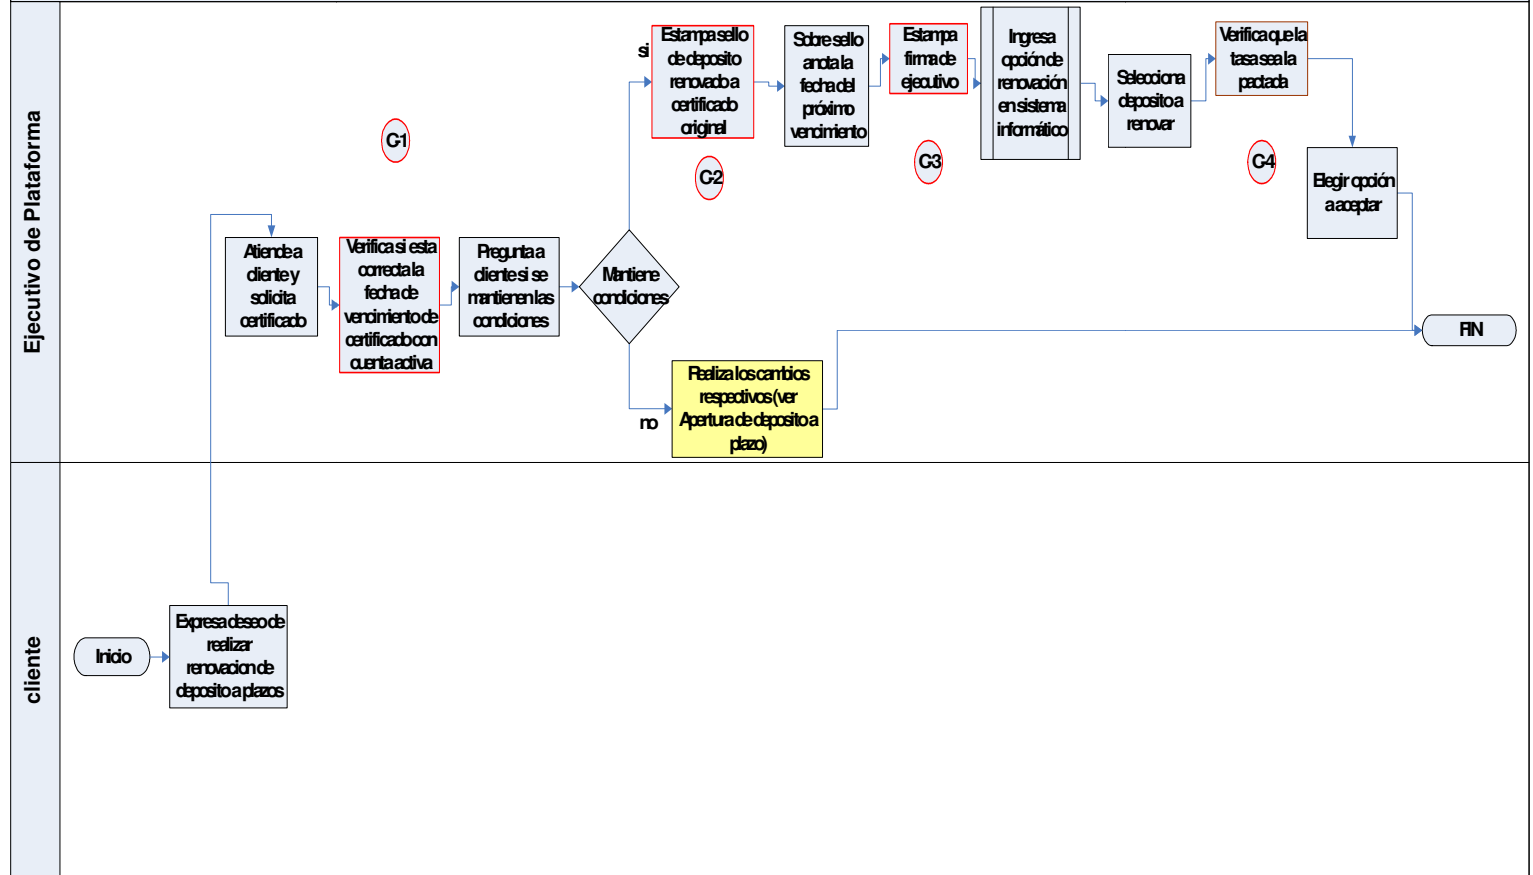 Ejecutivo de Plataforma
cliente
Inicio
Expresa deseo de
realizar
renovacion de
deposito a plazos
Atiende a
cliente y
solicita
certificado
C-1
Verifica si esta
correcta la
fecha de
vencimiento de
certificado con
cuenta activa
Pregunta a
cliente si se
mantienen las
condiciones
Mantiene
condiciones
si
Estampa sello
de deposito
renovado a
certificado
original
C-2
Sobre sello
anota la
fecha del
próximo
vencimiento
Estampa
firma de
ejecutivo
C-3
Ingresa
opción de
renovación
en sistema
informático
Selecciona
deposito a
renovar
Verifica que la
tasa sea la
pactada
C-4
Elegir opción
a aceptar
no
Realiza los cambios
respectivos (ver
Apertura de deposito a
plazo)
FIN